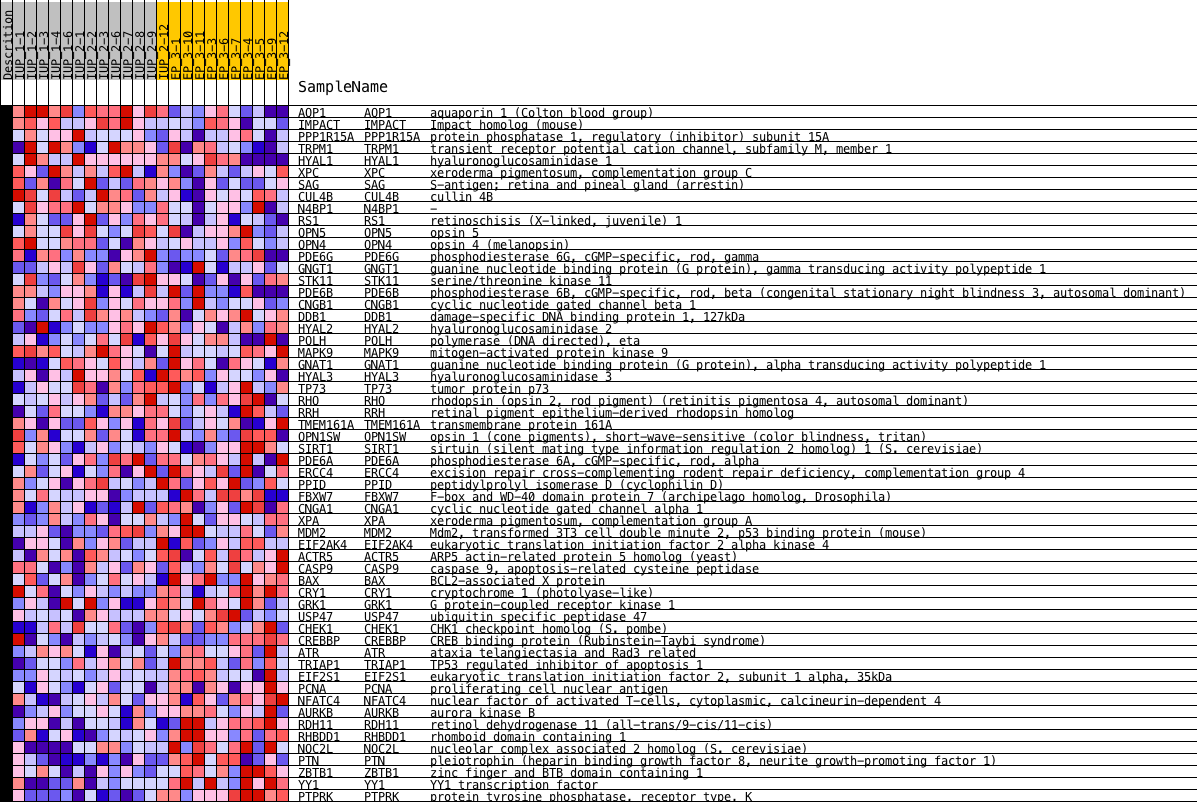 Descrition
IUP_1-1
IUP_1-2
IUP_1-3
IUP_1-4
IUP_1-6
IUP_2-1
IUP_2-2
IUP_2-3
IUP_2-6
IUP_2-7
IUP_2-8
IUP_2-9
IUP_2-12
EP_3-1
EP_3-10
EP_3-11
EP_3-3
EP_3-6
EP_3-7
EP_3-4
EP_3-5
EP_3-9
EP_3-12
SampleName
AQP1 AQP1 aquaporin 1 (Colton blood group)
IMPACT IMPACT Impact homolog (mouse)
PPP1R15A PPP1R15A protein phosphatase 1, regulatory (inhibitor) subunit 15A
TRPM1 TRPM1 transient receptor potential cation channel, subfamily M, member 1
HYAL1 HYAL1 hyaluronoglucosaminidase 1
XPC XPC xeroderma pigmentosum, complementation group C
SAG SAG S-antigen; retina and pineal gland (arrestin)
CUL4B CUL4B cullin 4B
N4BP1 N4BP1 -
RS1 RS1 retinoschisis (X-linked, juvenile) 1
OPN5 OPN5 opsin 5
OPN4 OPN4 opsin 4 (melanopsin)
PDE6G PDE6G phosphodiesterase 6G, cGMP-specific, rod, gamma
GNGT1 GNGT1 guanine nucleotide binding protein (G protein), gamma transducing activity polypeptide 1
STK11 STK11 serine/threonine kinase 11
PDE6B PDE6B phosphodiesterase 6B, cGMP-specific, rod, beta (congenital stationary night blindness 3, autosomal dominant)
CNGB1 CNGB1 cyclic nucleotide gated channel beta 1
DDB1 DDB1 damage-specific DNA binding protein 1, 127kDa
HYAL2 HYAL2 hyaluronoglucosaminidase 2
POLH POLH polymerase (DNA directed), eta
MAPK9 MAPK9 mitogen-activated protein kinase 9
GNAT1 GNAT1 guanine nucleotide binding protein (G protein), alpha transducing activity polypeptide 1
HYAL3 HYAL3 hyaluronoglucosaminidase 3
TP73 TP73 tumor protein p73
RHO RHO rhodopsin (opsin 2, rod pigment) (retinitis pigmentosa 4, autosomal dominant)
RRH RRH retinal pigment epithelium-derived rhodopsin homolog
TMEM161A TMEM161A transmembrane protein 161A
OPN1SW OPN1SW opsin 1 (cone pigments), short-wave-sensitive (color blindness, tritan)
SIRT1 SIRT1 sirtuin (silent mating type information regulation 2 homolog) 1 (S. cerevisiae)
PDE6A PDE6A phosphodiesterase 6A, cGMP-specific, rod, alpha
ERCC4 ERCC4 excision repair cross-complementing rodent repair deficiency, complementation group 4
PPID PPID peptidylprolyl isomerase D (cyclophilin D)
FBXW7 FBXW7 F-box and WD-40 domain protein 7 (archipelago homolog, Drosophila)
CNGA1 CNGA1 cyclic nucleotide gated channel alpha 1
XPA XPA xeroderma pigmentosum, complementation group A
MDM2 MDM2 Mdm2, transformed 3T3 cell double minute 2, p53 binding protein (mouse)
EIF2AK4 EIF2AK4 eukaryotic translation initiation factor 2 alpha kinase 4
ACTR5 ACTR5 ARP5 actin-related protein 5 homolog (yeast)
CASP9 CASP9 caspase 9, apoptosis-related cysteine peptidase
BAX BAX BCL2-associated X protein
CRY1 CRY1 cryptochrome 1 (photolyase-like)
GRK1 GRK1 G protein-coupled receptor kinase 1
USP47 USP47 ubiquitin specific peptidase 47
CHEK1 CHEK1 CHK1 checkpoint homolog (S. pombe)
CREBBP CREBBP CREB binding protein (Rubinstein-Taybi syndrome)
ATR ATR ataxia telangiectasia and Rad3 related
TRIAP1 TRIAP1 TP53 regulated inhibitor of apoptosis 1
EIF2S1 EIF2S1 eukaryotic translation initiation factor 2, subunit 1 alpha, 35kDa
PCNA PCNA proliferating cell nuclear antigen
NFATC4 NFATC4 nuclear factor of activated T-cells, cytoplasmic, calcineurin-dependent 4
AURKB AURKB aurora kinase B
RDH11 RDH11 retinol dehydrogenase 11 (all-trans/9-cis/11-cis)
RHBDD1 RHBDD1 rhomboid domain containing 1
NOC2L NOC2L nucleolar complex associated 2 homolog (S. cerevisiae)
PTN PTN pleiotrophin (heparin binding growth factor 8, neurite growth-promoting factor 1)
ZBTB1 ZBTB1 zinc finger and BTB domain containing 1
YY1 YY1 YY1 transcription factor
PTPRK PTPRK protein tyrosine phosphatase, receptor type, K